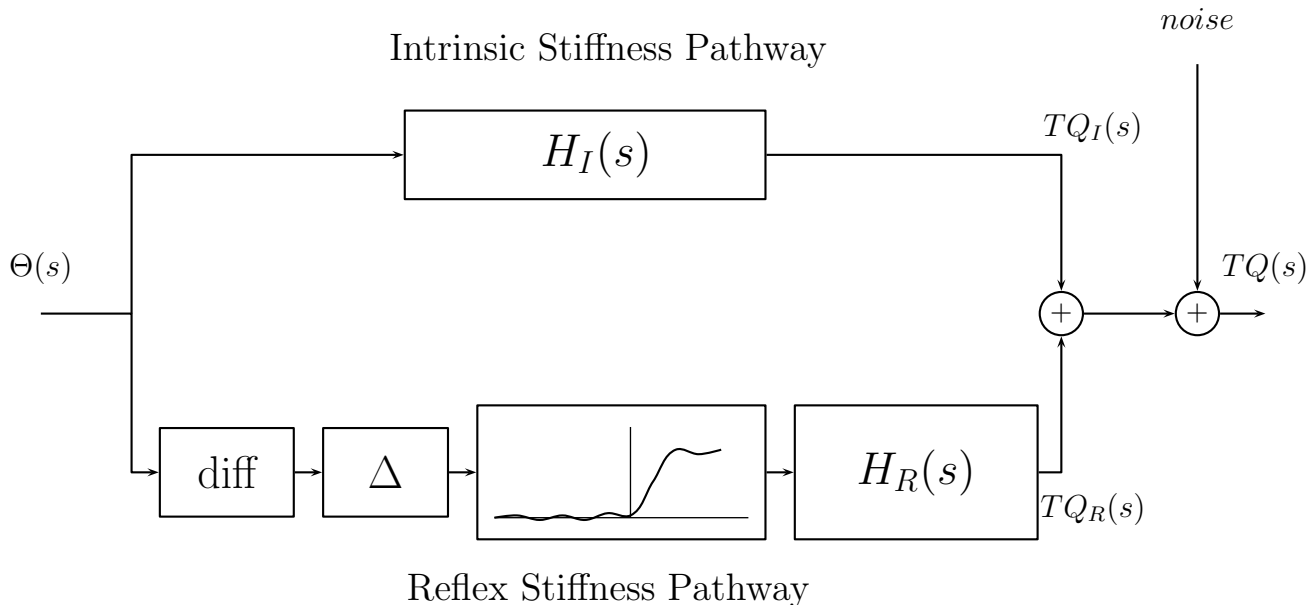 noise
Intrinsic Stiffness Pathway
TQ_I(s)
H_I(s)
Θ(s)
TQ(s)
+
+
diff
Δ
H_R(s)
TQ_R(s)
Reflex Stiffness Pathway